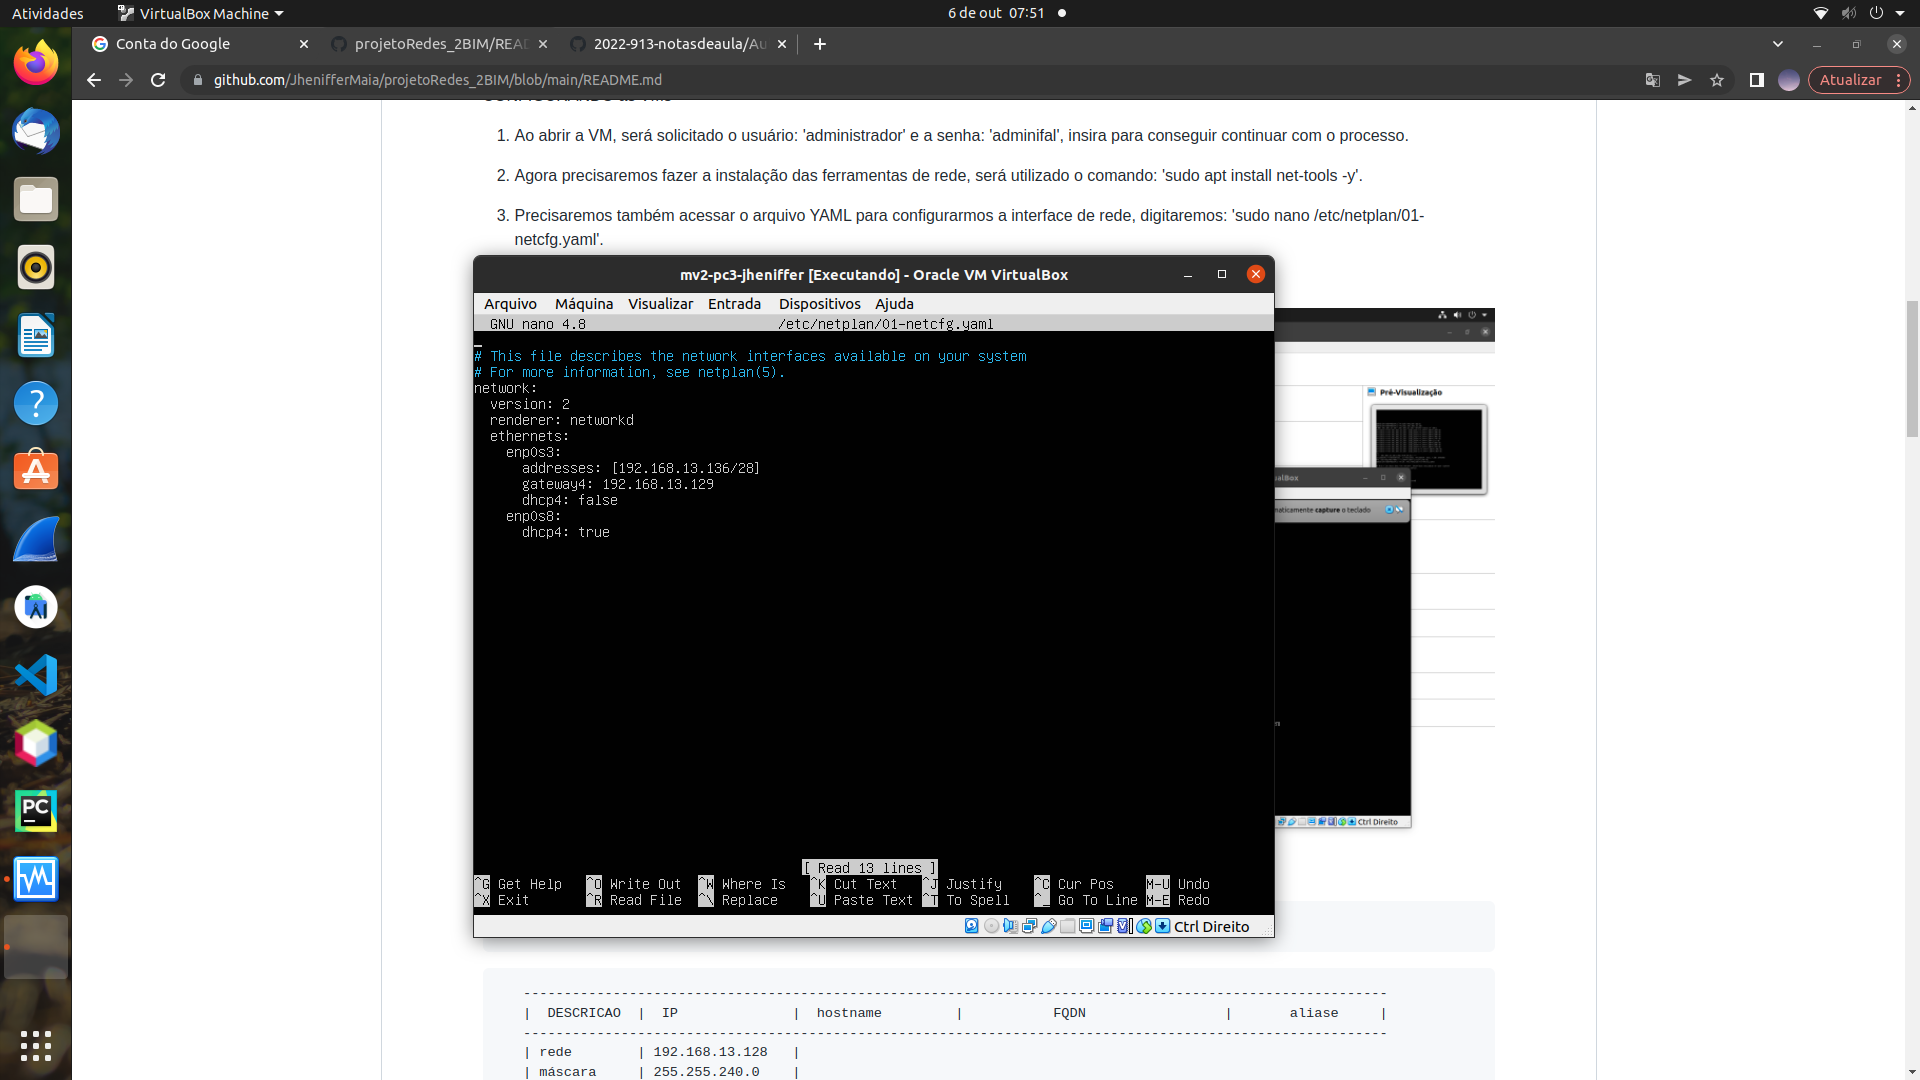 Atividades
VirtualBox Machine
6 de out 07:51
Conta do Google
projetoRedes_2BIM/READ
2022-913-notasdeaula/Au
github.com/JhenifferMaia/projetoRedes_2BIM/blob/main/README.md
Atualizar
1. Ao abrir a VM, será solicitado o usuário: 'administrador' e a senha: 'adminifal', insira para conseguir continuar com o processo.
2. Agora precisaremos fazer a instalação das ferramentas de rede, será utilizado o comando: 'sudo apt install net-tools -y'.
3. Precisaremos também acessar o arquivo YAML para configurarmos a interface de rede, digitaremos: 'sudo nano /etc/netplan/01-
netcfg.yaml'.
mv2-pc3-jheniffer [Executando] - Oracle VM VirtualBox
Arquivo Máquina Visualizar Entrada Dispositivos Ajuda
GNU nano 4.8 /etc/netplan/01-netcfg.yaml
# This file describes the network interfaces available on your system
# For more information, see netplan(5).
network:
version: 2
renderer: networkd
ethernets:
enp0s3:
addresses: [192.168.13.136/28]
gateway4: 192.168.13.129
dhcp4: false
enp0s8:
dhcp4: true
[ Read 13 lines ]
^G Get Help ^O Write Out ^W Where Is ^K Cut Text ^J Justify ^C Cur Pos M-U Undo
^X Exit ^R Read File ^\ Replace ^U Paste Text ^T To Spell ^_ Go To Line M-E Redo
Ctrl Direito
Pré-Visualização
alBox
maticamente capture o teclado
Ctrl Direito
PC
---------------------------------------------------------------------------------------------------------
| DESCRICAO | IP | hostname | FQDN | aliase |
---------------------------------------------------------------------------------------------------------
| rede | 192.168.13.128 |
| máscara | 255.255.240.0 |